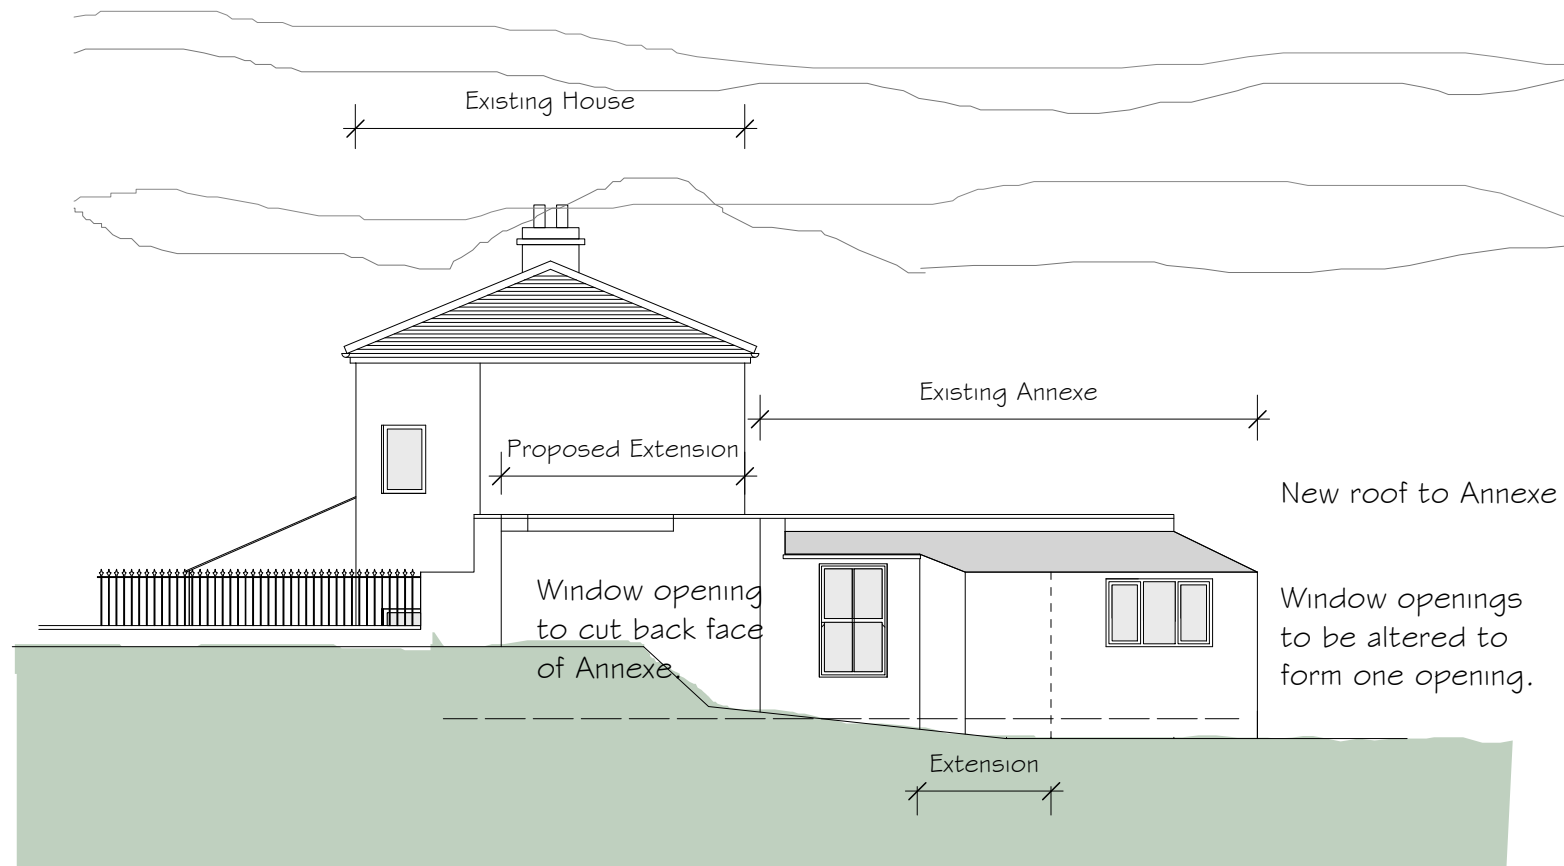 Existing House
Existing Annexe
Proposed Extension
New roof to Annexe
Window opening
to cut back face
of Annexe.
Window openings
to be altered to
form one opening.
Extension